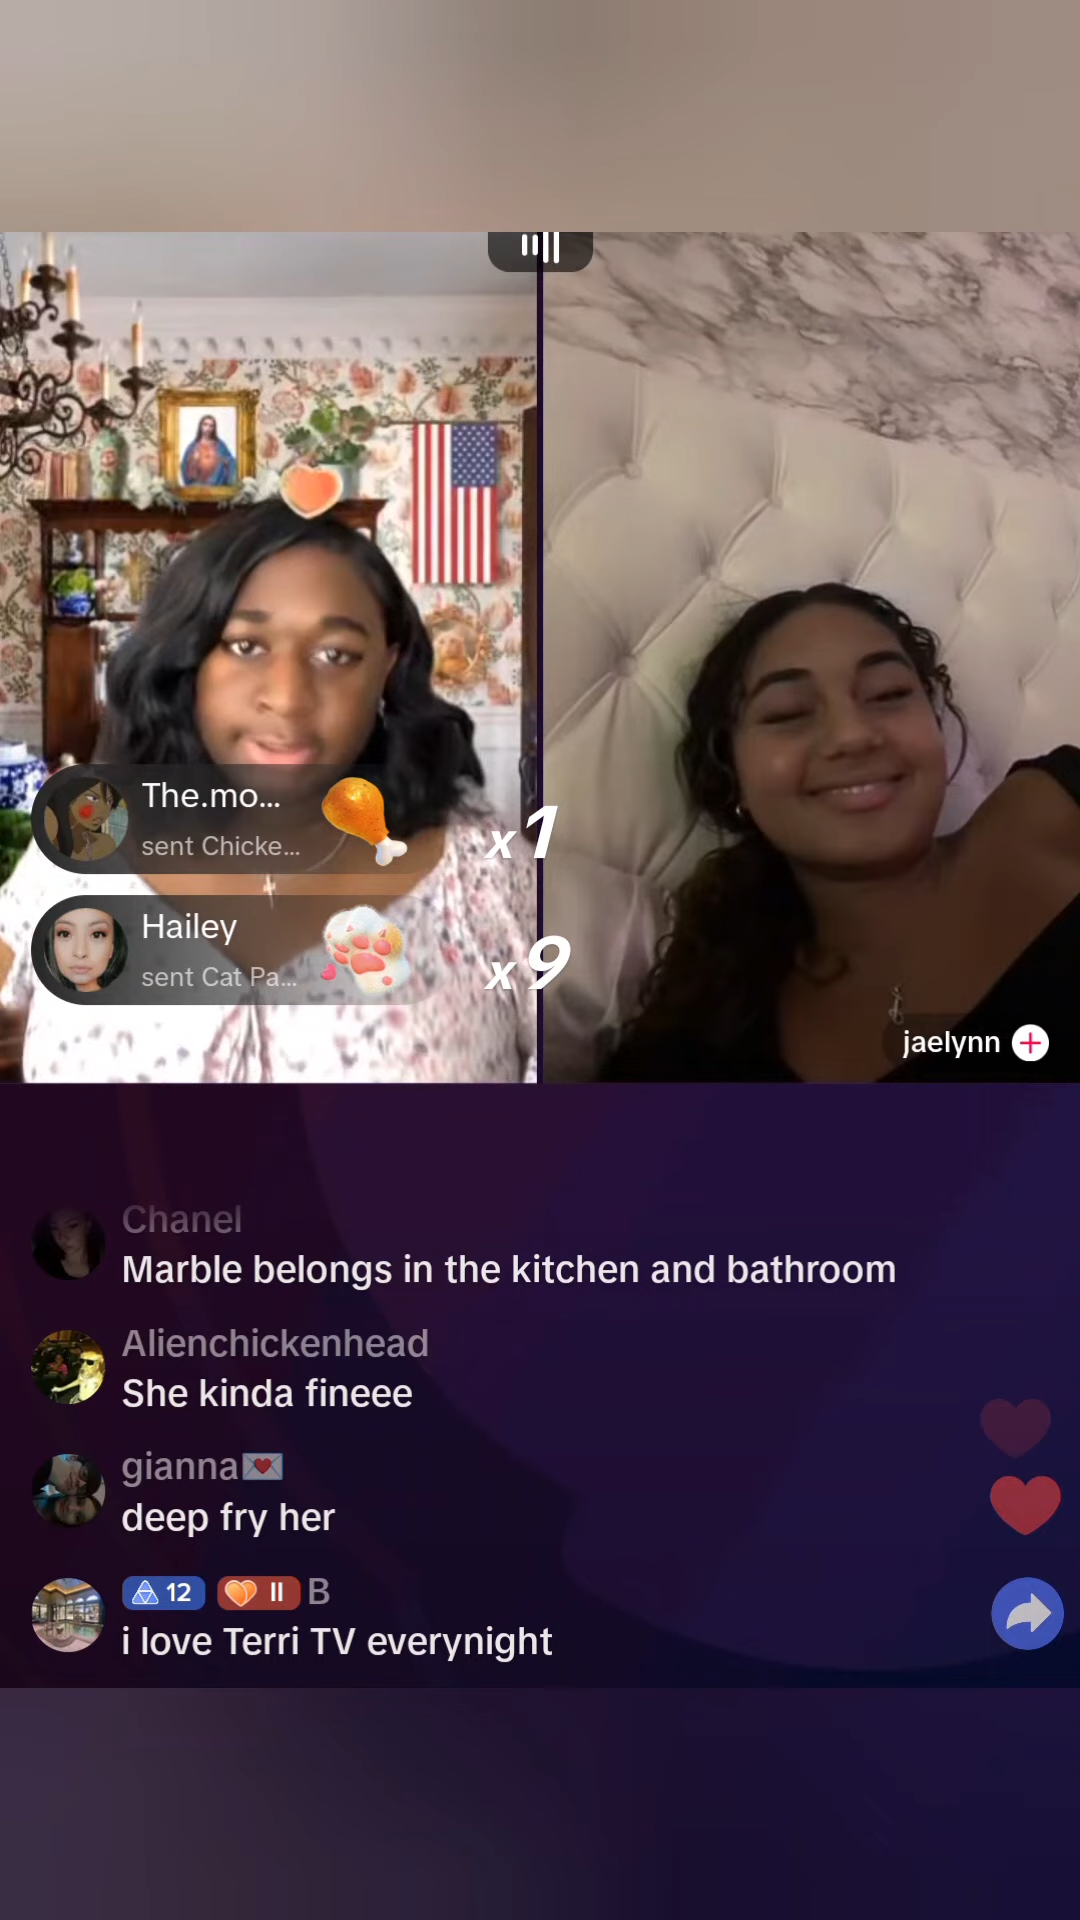 The.mo...
sent Chicke...
x1
Hailey
sent Cat Pa...
x9
jaelynn
Chanel
Marble belongs in the kitchen and bathroom
Alienchickenhead
She kinda fineee
gianna💌
deep fry her
12 II B
i love Terri TV everynight